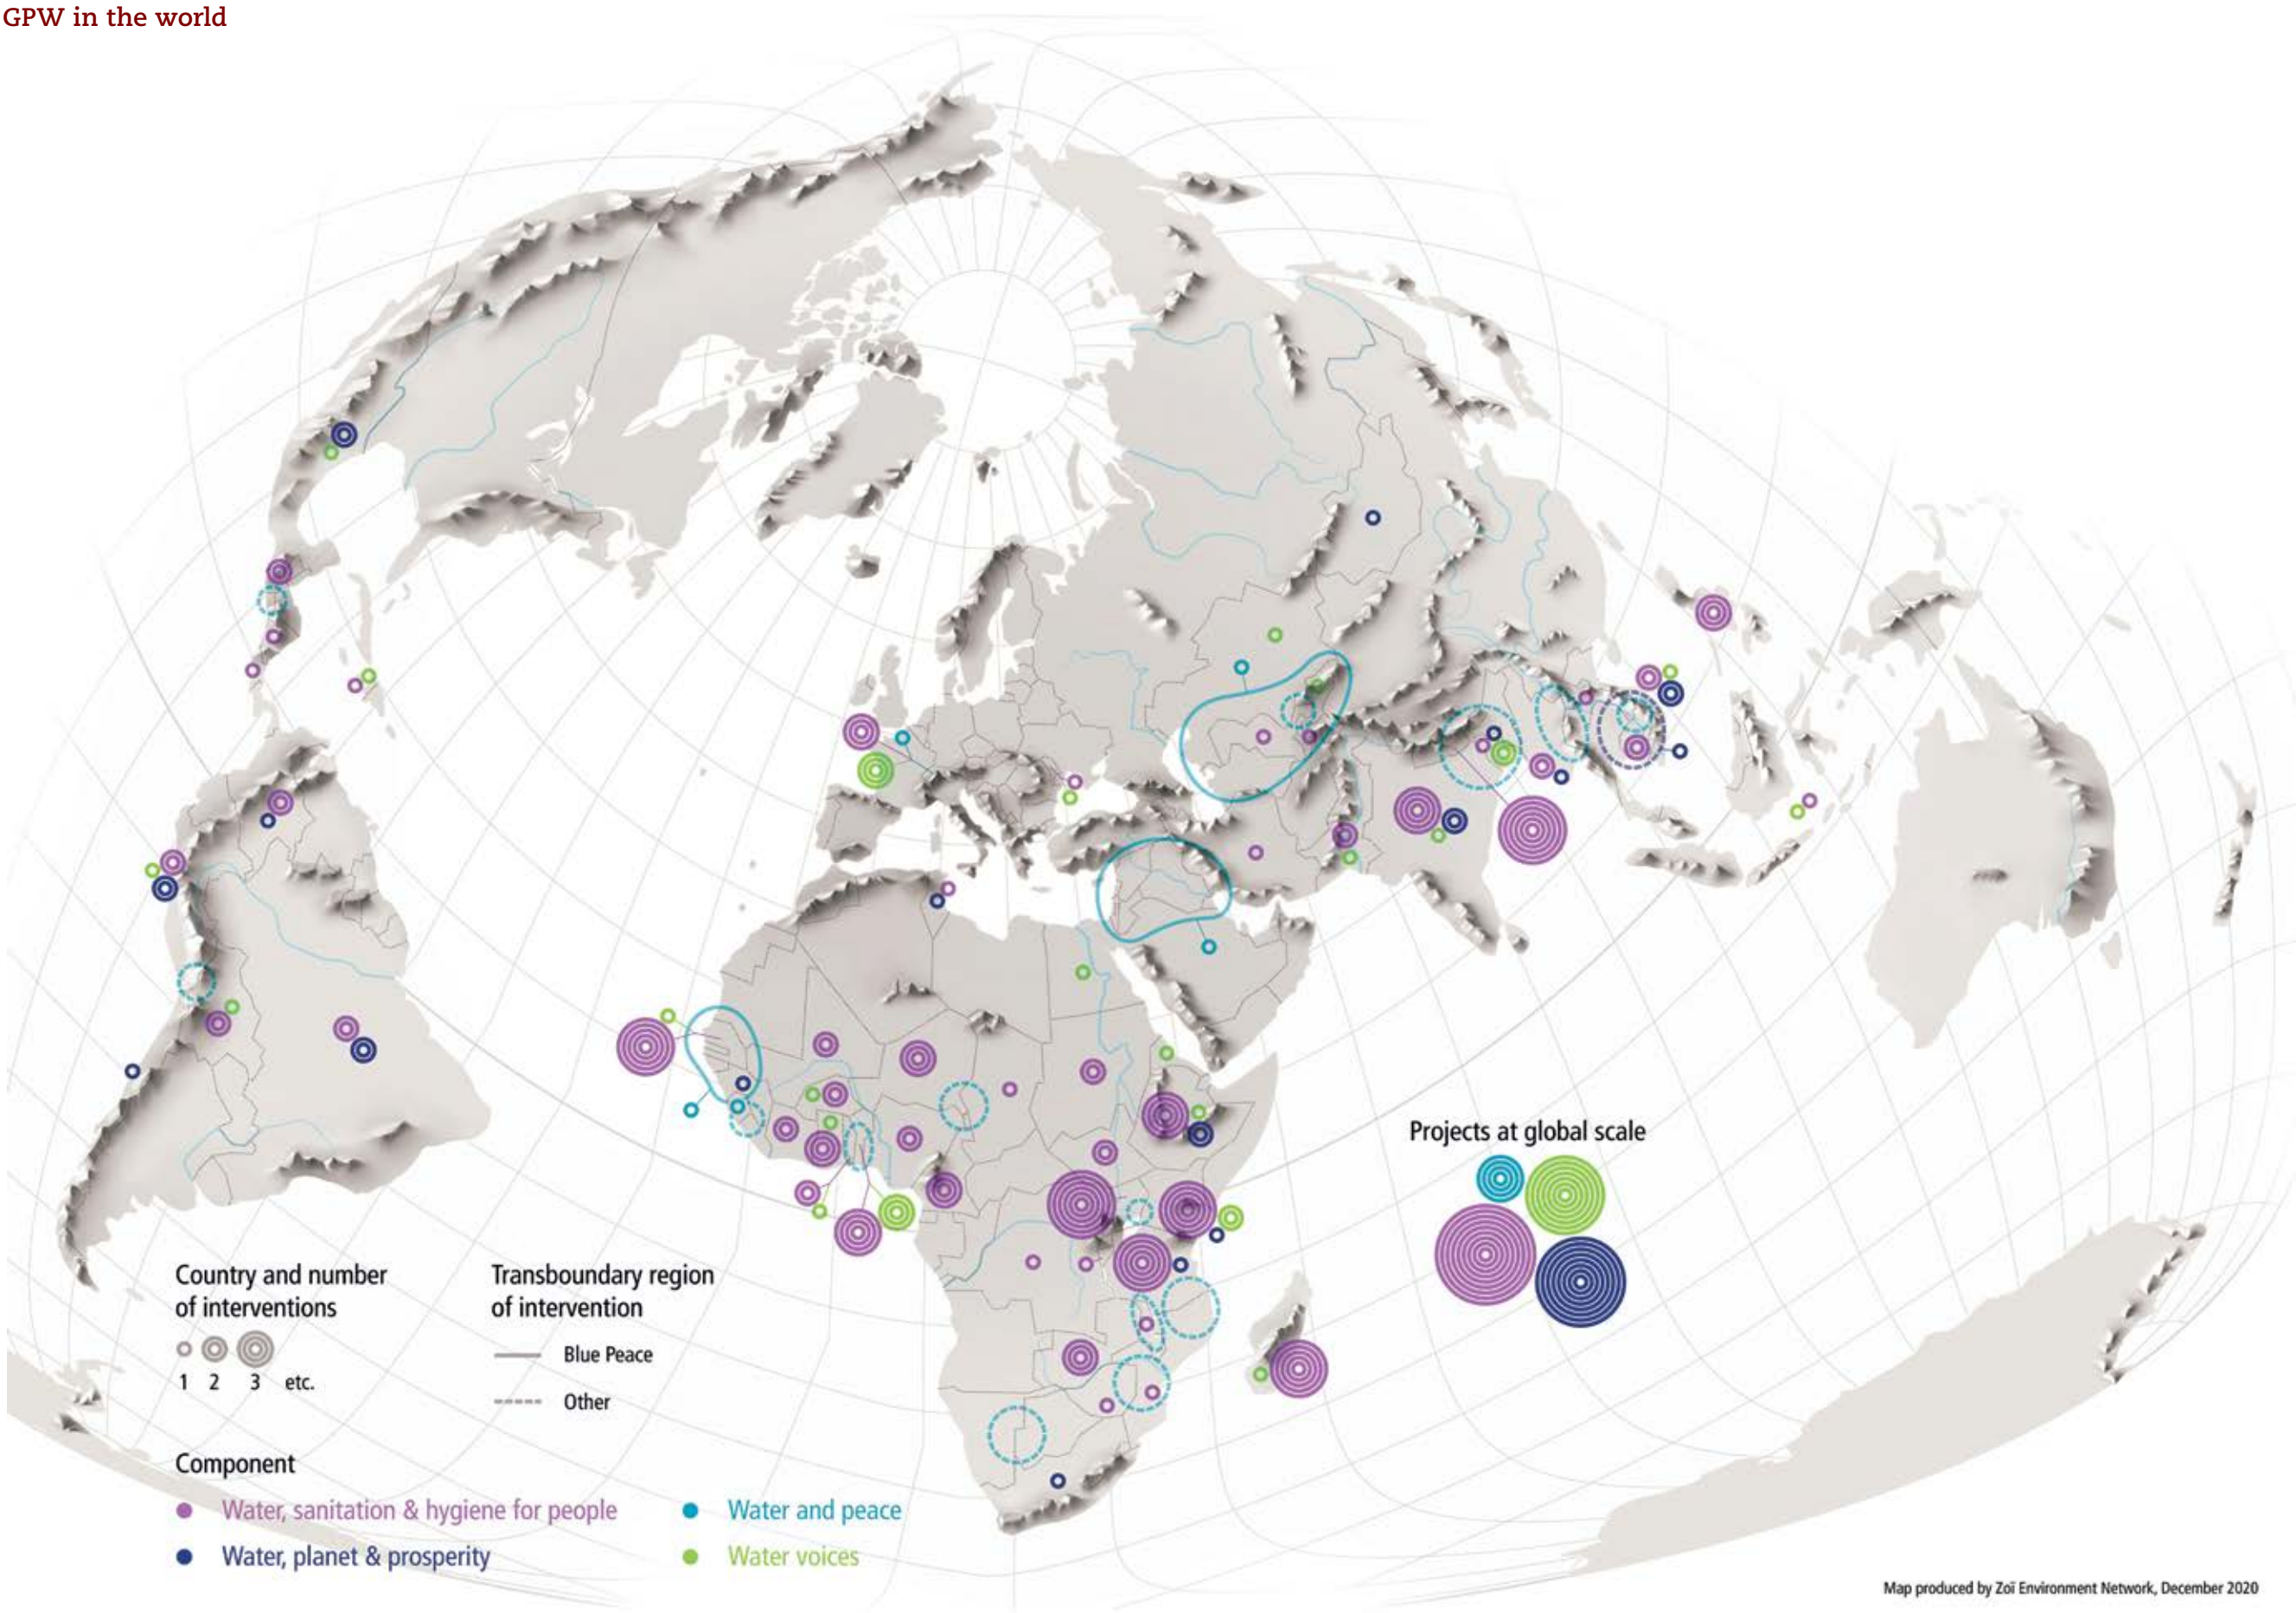 GPW in the world
Projects at global scale
Country and number
of interventions
1 2 3 etc.
Transboundary region
of intervention
Blue Peace
Other
Component
Water, sanitation & hygiene for people
Water, planet & prosperity
Water and peace
Water voices
Map produced by Zoï Environment Network, December 2020